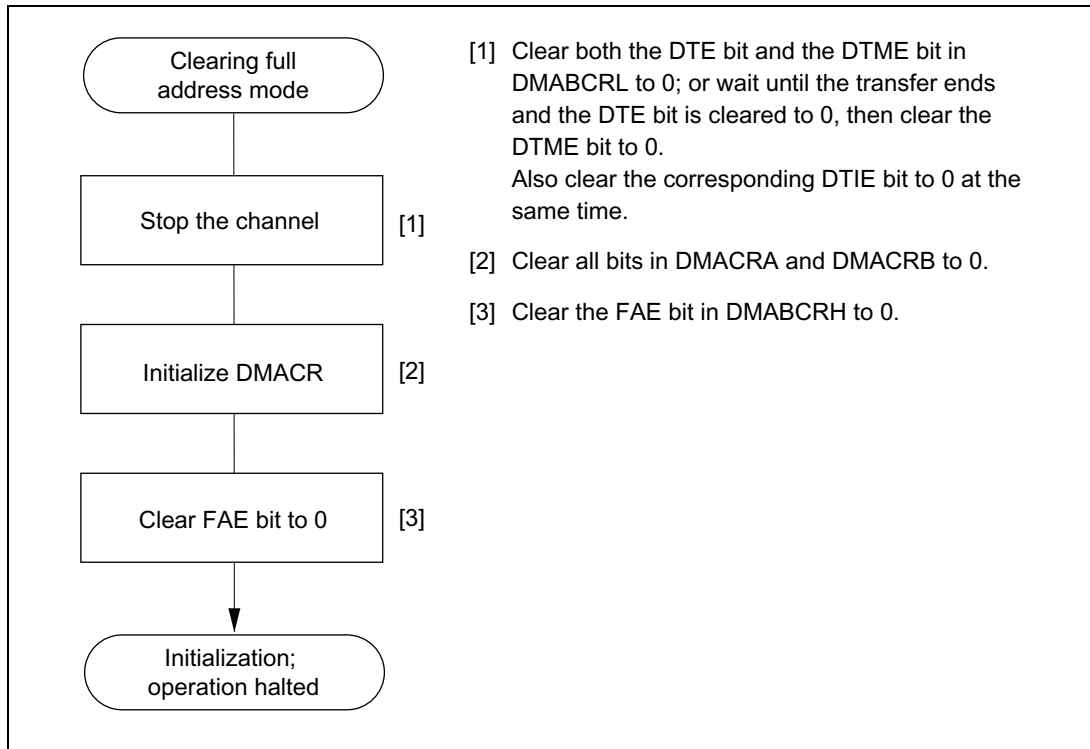 Clearing full
address mode
Stop the channel
[1]
Initialize DMACR
[2]
Clear FAE bit to 0
[3]
Initialization;
operation halted
[1] Clear both the DTE bit and the DTME bit in
DMABCRL to 0; or wait until the transfer ends
and the DTE bit is cleared to 0, then clear the
DTME bit to 0.
Also clear the corresponding DTIE bit to 0 at the
same time.
[2] Clear all bits in DMACRA and DMACRB to 0.
[3] Clear the FAE bit in DMABCRH to 0.